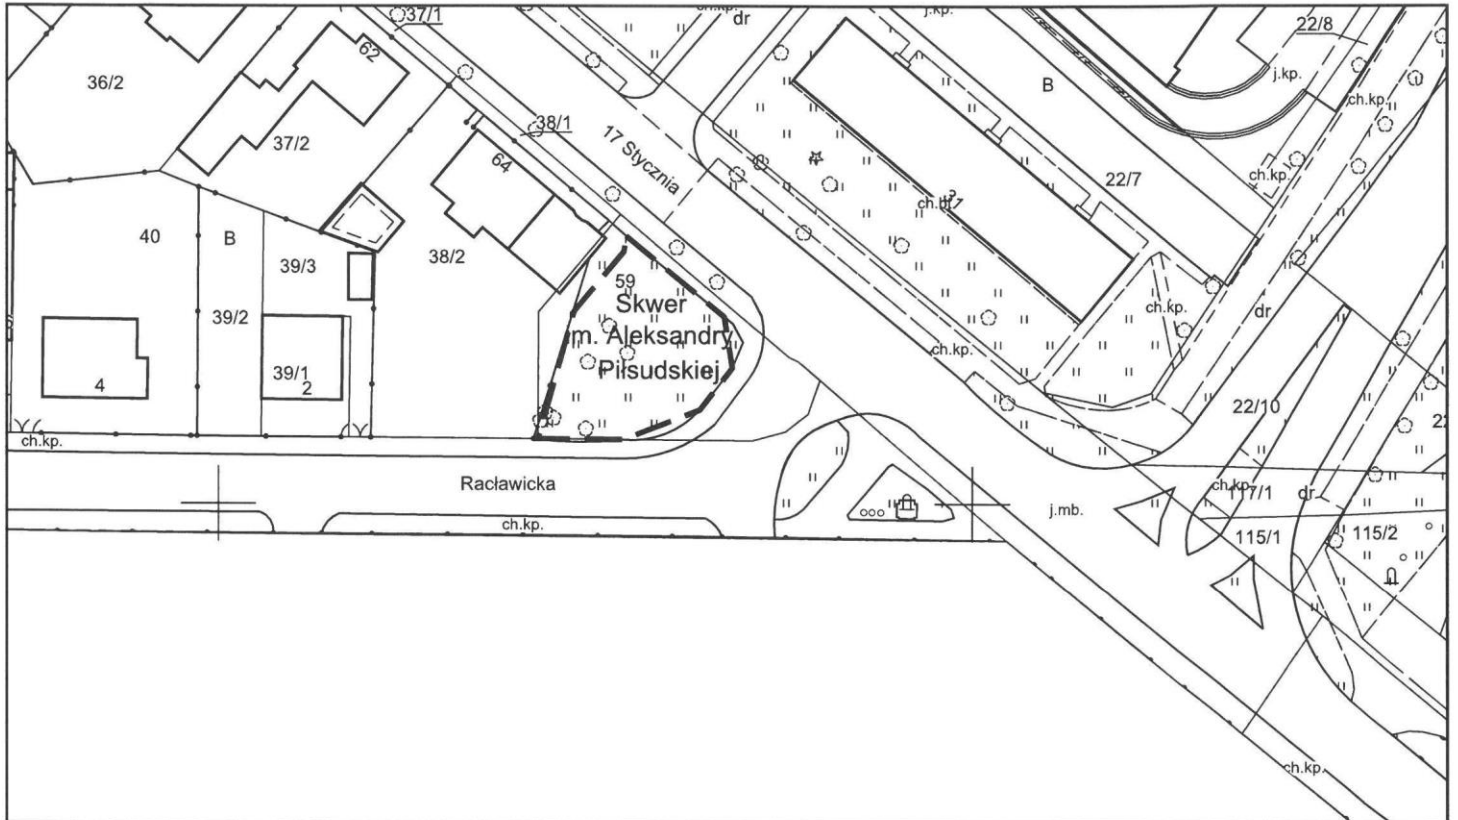 37/1
dr
j.kp.
22/8
62
36/2
j.kp.
B
ch.kp.
38/1
37/2
17 Stycznia
64
22/7
ch.kp.
40
B
38/2
39/3
59
Skwer
ch.kp.
39/2
im. Aleksandry
dr
Piłsudskiej
ch.kp.
39/1
4
2
22/10
ch.kp.
Racławicka
ch.kp.
117/1
dr
j.mb.
ch.kp.
115/1
115/2
ch.kp.